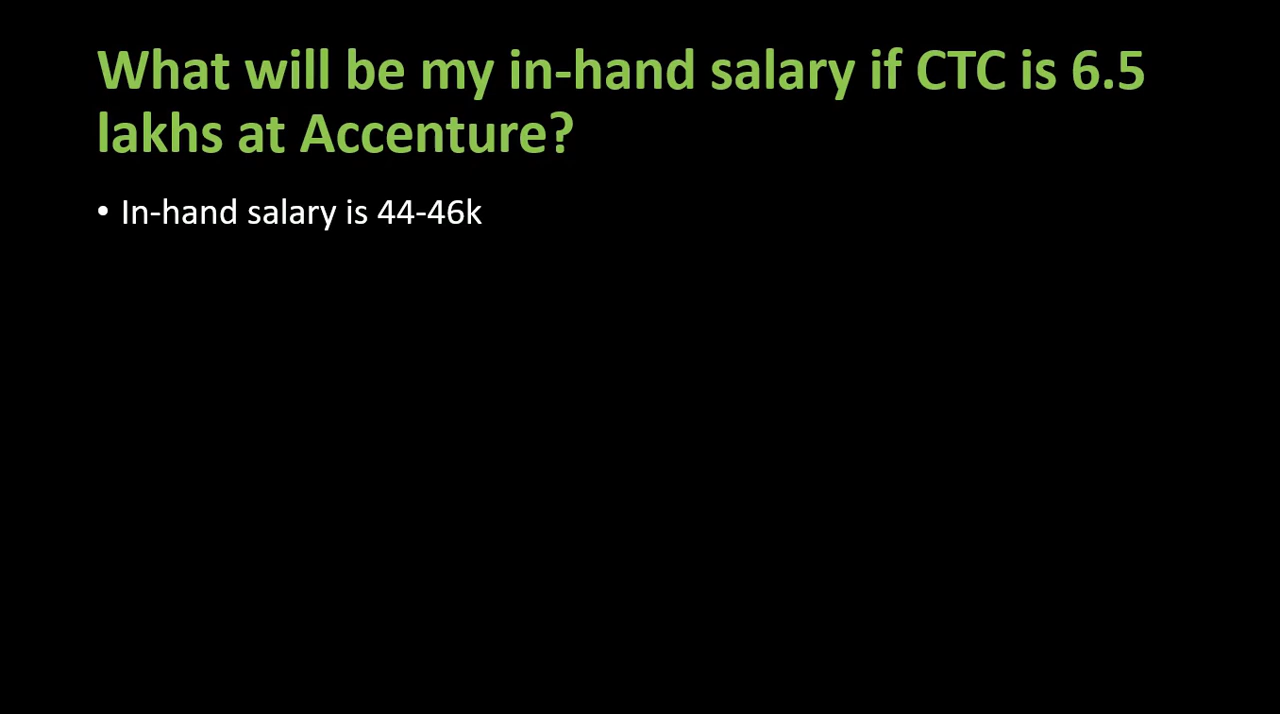 What will be my in-hand salary if CTC is 6.5
lakhs at Accenture?
• In-hand salary is 44-46k